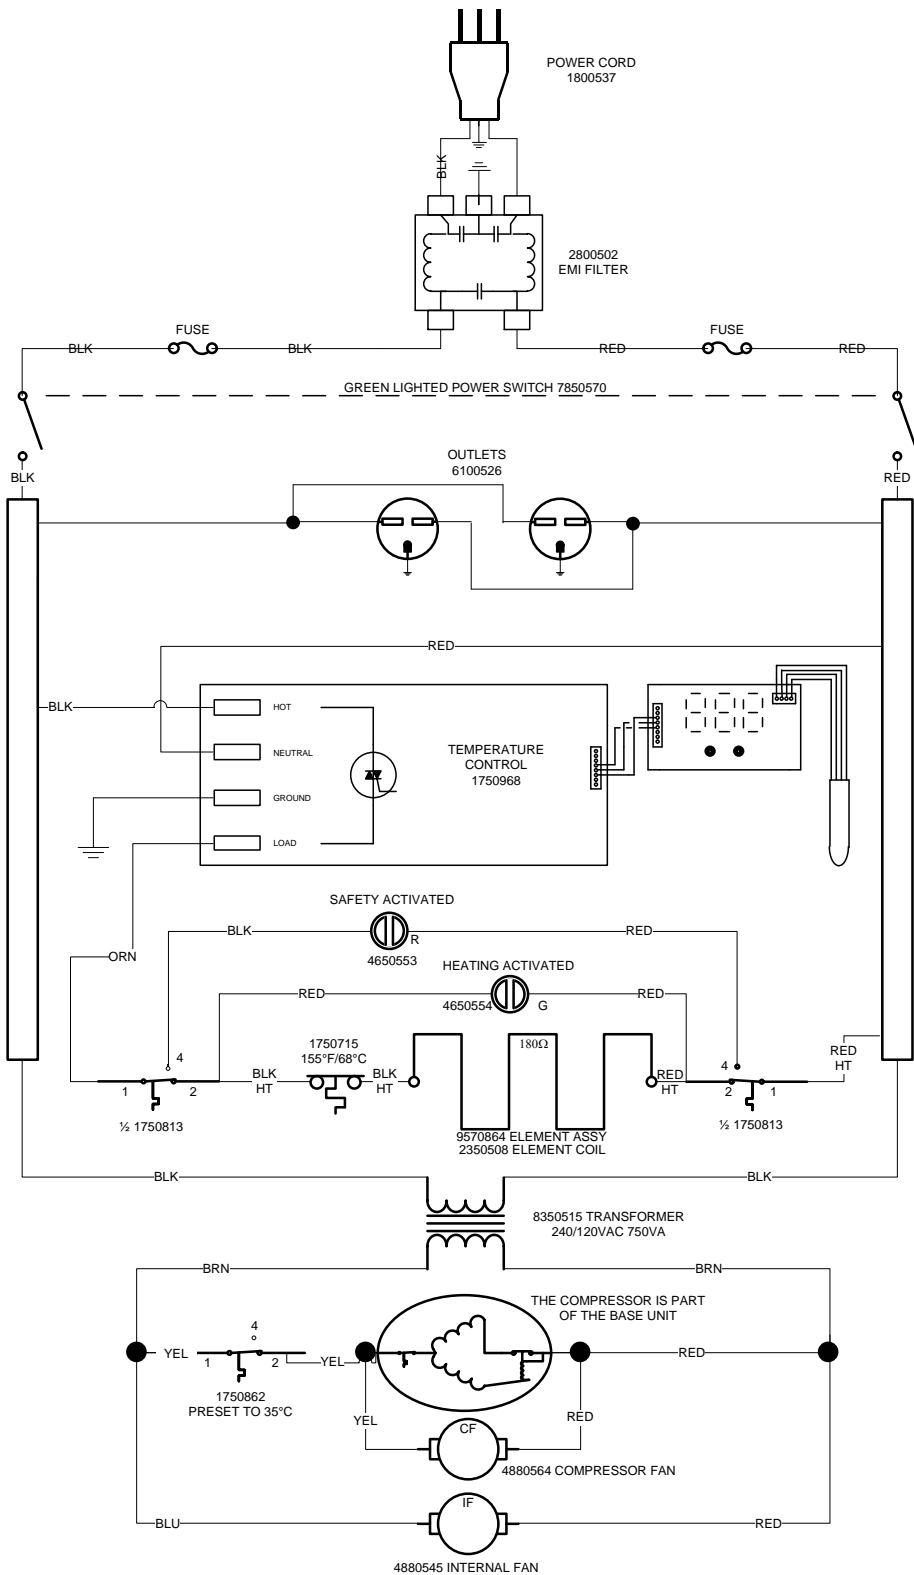 POWER CORD
1800537
BLK
2800502
EMI FILTER
FUSE
FUSE
BLK
BLK
RED
RED
GREEN LIGHTED POWER SWITCH 7850570
BLK
OUTLETS
6100526
RED
RED
BLK
HOT
NEUTRAL
GROUND
LOAD
TEMPERATURE
CONTROL
1750968
SAFETY ACTIVATED
BLK
R
RED
4650553
ORN
HEATING ACTIVATED
RED
4650554
G
RED
1750715
155°F/68°C
180Ω
RED
HT
4
1
2
BLK
HT
BLK
HT
RED
HT
4
2
1
½ 1750813
½ 1750813
9570864 ELEMENT ASSY
2350508 ELEMENT COIL
BLK
BLK
8350515 TRANSFORMER
240/120VAC 750VA
BRN
BRN
THE COMPRESSOR IS PART
OF THE BASE UNIT
4
YEL
1
2
YEL
RED
1750862
PRESET TO 35°C
YEL
RED
CF
4880564 COMPRESSOR FAN
IF
BLU
RED
4880545 INTERNAL FAN